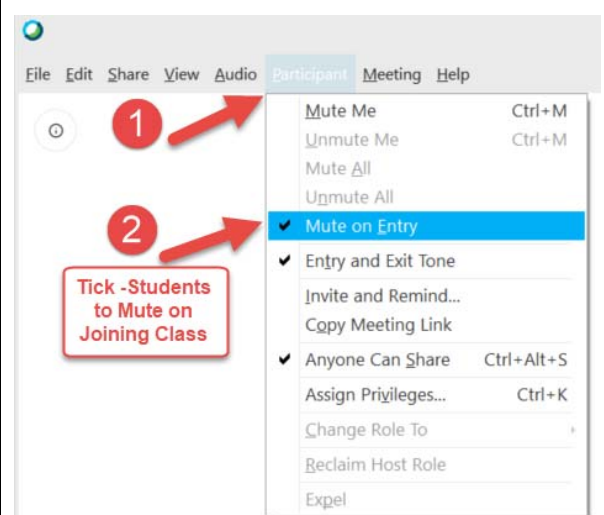 File Edit Share View Audio Participant Meeting Help
1
Mute Me Ctrl+M
Unmute Me Ctrl+M
Mute All
Unmute All
2
Mute on Entry
Entry and Exit Tone
Tick -Students
to Mute on
Joining Class
Invite and Remind...
Copy Meeting Link
Anyone Can Share Ctrl+Alt+S
Assign Privileges... Ctrl+K
Change Role To
Reclaim Host Role
Expel